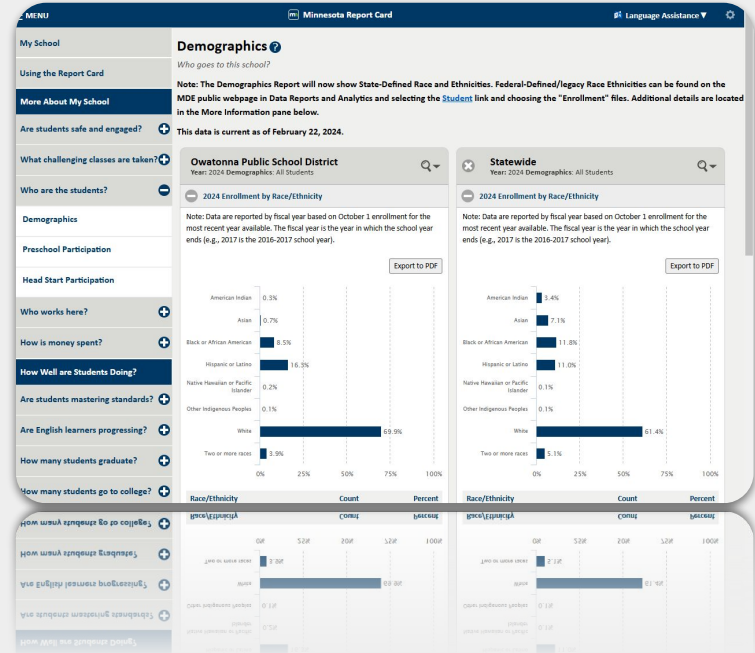 MENU
Minnesota Report Card
Language Assistance ▼
My School
Using the Report Card
More About My School
Are students safe and engaged?
What challenging classes are taken?
Who are the students?
Demographics
Preschool Participation
Head Start Participation
Who works here?
How is money spent?
How Well are Students Doing?
Are students mastering standards?
Are English learners progressing?
How many students graduate?
How many students go to college?
Demographics ?
Who goes to this school?
Note: The Demographics Report will now show State-Defined Race and Ethnicities. Federal-Defined/legacy Race Ethnicities can be found on the
MDE public webpage in Data Reports and Analytics and selecting the Student link and choosing the "Enrollment" files. Additional details are located
in the More Information pane below.
This data is current as of February 22, 2024.
Owatonna Public School District
Year: 2024 Demographics: All Students
2024 Enrollment by Race/Ethnicity
Note: Data are reported by fiscal year based on October 1 enrollment for the
most recent year available. The fiscal year is the year in which the school year
ends (e.g., 2017 is the 2016-2017 school year).
Export to PDF
American Indian 0.3%
Asian 0.7%
Black or African American 8.5%
Hispanic or Latino 16.3%
Native Hawaiian or Pacific
Islander 0.2%
Other Indigenous Peoples 0.1%
White 69.9%
Two or more races 3.9%
0% 25% 50% 75% 100%
Race/Ethnicity Count Percent
Statewide
Year: 2024 Demographics: All Students
2024 Enrollment by Race/Ethnicity
Note: Data are reported by fiscal year based on October 1 enrollment for the
most recent year available. The fiscal year is the year in which the school year
ends (e.g., 2017 is the 2016-2017 school year).
Export to PDF
American Indian 3.4%
Asian 7.1%
Black or African American 11.8%
Hispanic or Latino 11.0%
Native Hawaiian or Pacific
Islander 0.1%
Other Indigenous Peoples 0.1%
White 61.4%
Two or more races 5.1%
0% 25% 50% 75% 100%
Race/Ethnicity Count Percent